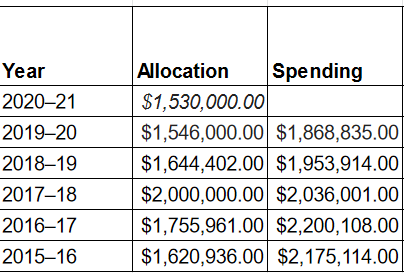 Year Allocation Spending
2020–21 $1,530,000.00
2019–20 $1,546,000.00 $1,868,835.00
2018–19 $1,644,402.00 $1,953,914.00
2017–18 $2,000,000.00 $2,036,001.00
2016–17 $1,755,961.00 $2,200,108.00
2015–16 $1,620,936.00 $2,175,114.00